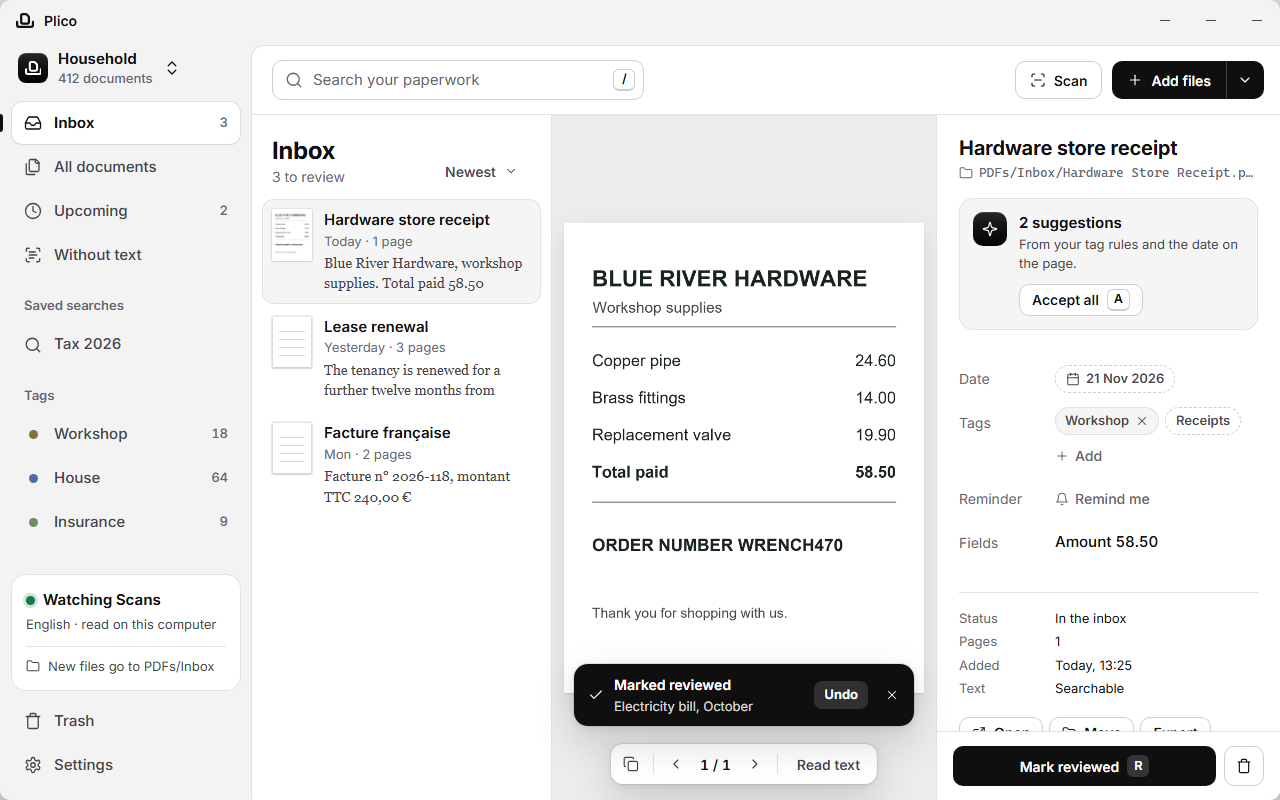 Plico
Household
412 documents
Inbox 3
All documents
Upcoming 2
Without text
Saved searches
Tax 2026
Tags
Workshop 18
House 64
Insurance 9
Watching Scans
English · read on this computer
New files go to PDFs/Inbox
Trash
Settings
Search your paperwork /
Scan
Add files
Inbox
3 to review
Newest
Hardware store receipt
Today · 1 page
Blue River Hardware, workshop
supplies. Total paid 58.50
Lease renewal
Yesterday · 3 pages
The tenancy is renewed for a
further twelve months from
Facture française
Mon · 2 pages
Facture n° 2026-118, montant
TTC 240,00 €
BLUE RIVER HARDWARE
Workshop supplies
Copper pipe 24.60
Brass fittings 14.00
Replacement valve 19.90
Total paid 58.50
ORDER NUMBER WRENCH470
Thank you for shopping with us.
Marked reviewed
Electricity bill, October
Undo
1 / 1
Read text
Hardware store receipt
PDFs/Inbox/Hardware Store Receipt.p…
2 suggestions
From your tag rules and the date on
the page.
Accept all A
Date 21 Nov 2026
Tags Workshop Receipts
Add
Reminder Remind me
Fields Amount 58.50
Status In the inbox
Pages 1
Added Today, 13:25
Text Searchable
Open Move Export
Mark reviewed R